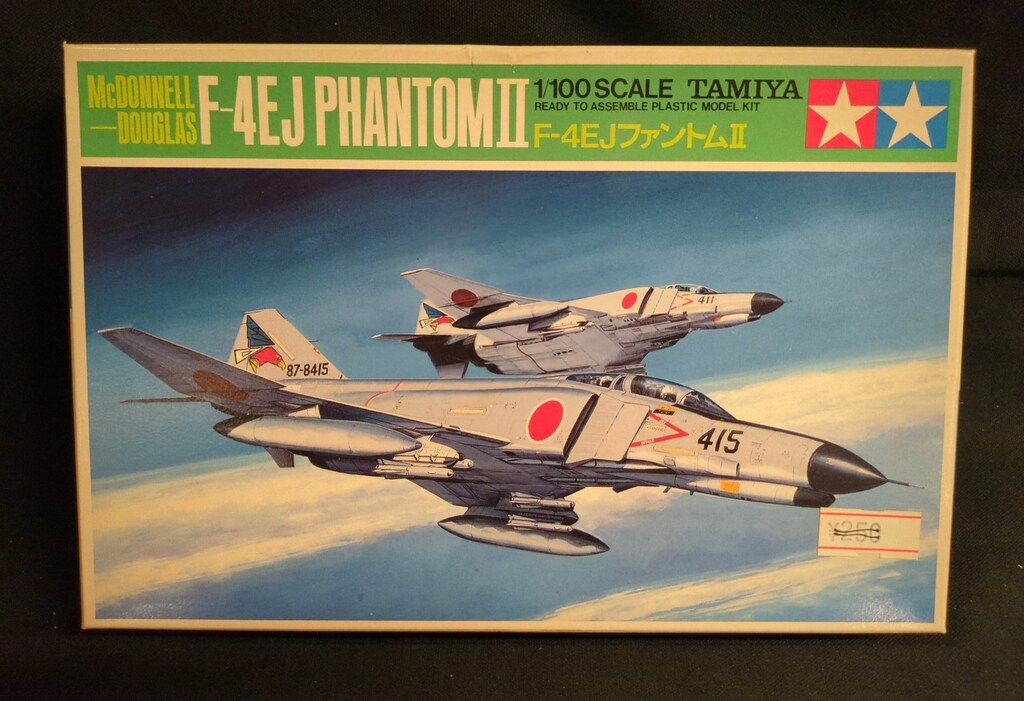 McDONNELL
—DOUGLAS
F-4EJ PHANTOM II
1/100 SCALE TAMIYA
READY TO ASSEMBLE PLASTIC MODEL KIT
F-4EJファントムII
411
87-8415
415
¥250